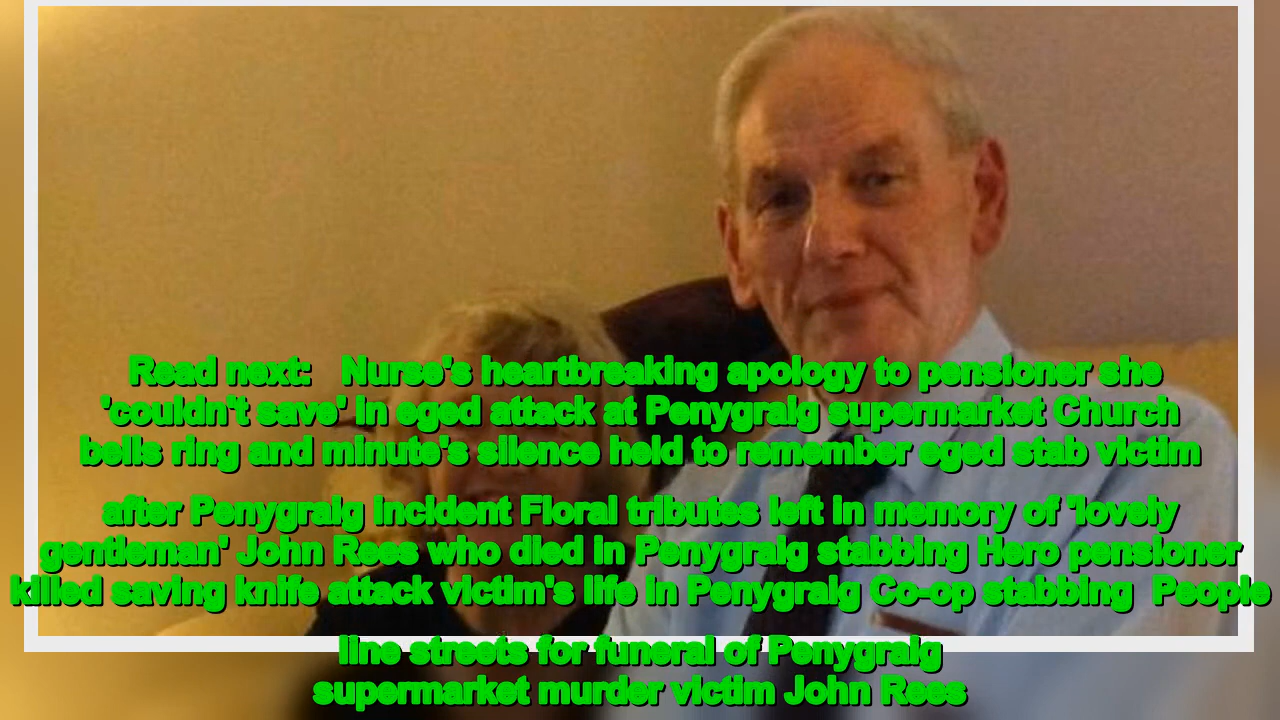 Read next: Nurse's heartbreaking apology to pensioner she
'couldn't save' in eged attack at Penygraig supermarket Church
bells ring and minute's silence held to remember eged stab victim
after Penygraig incident Floral tributes left in memory of 'lovely
gentleman' John Rees who died in Penygraig stabbing Hero pensioner
killed saving knife attack victim's life in Penygraig Co-op stabbing People
line streets for funeral of Penygraig
supermarket murder victim John Rees